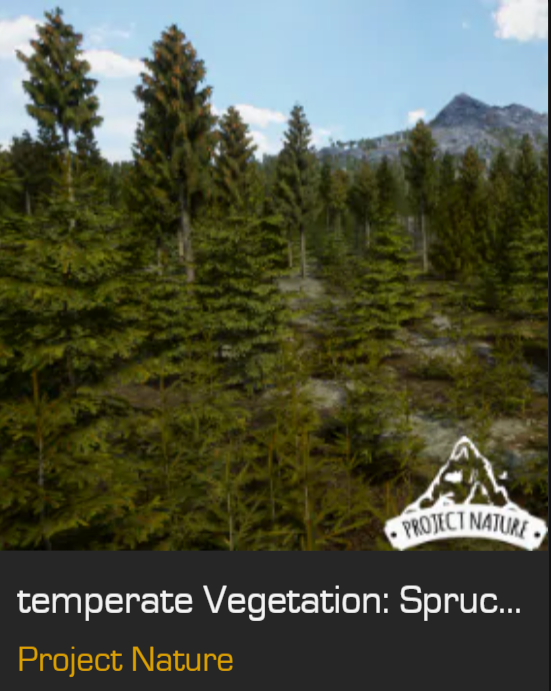 PROJECT NATURE
temperate Vegetation: Spruc...
Project Nature